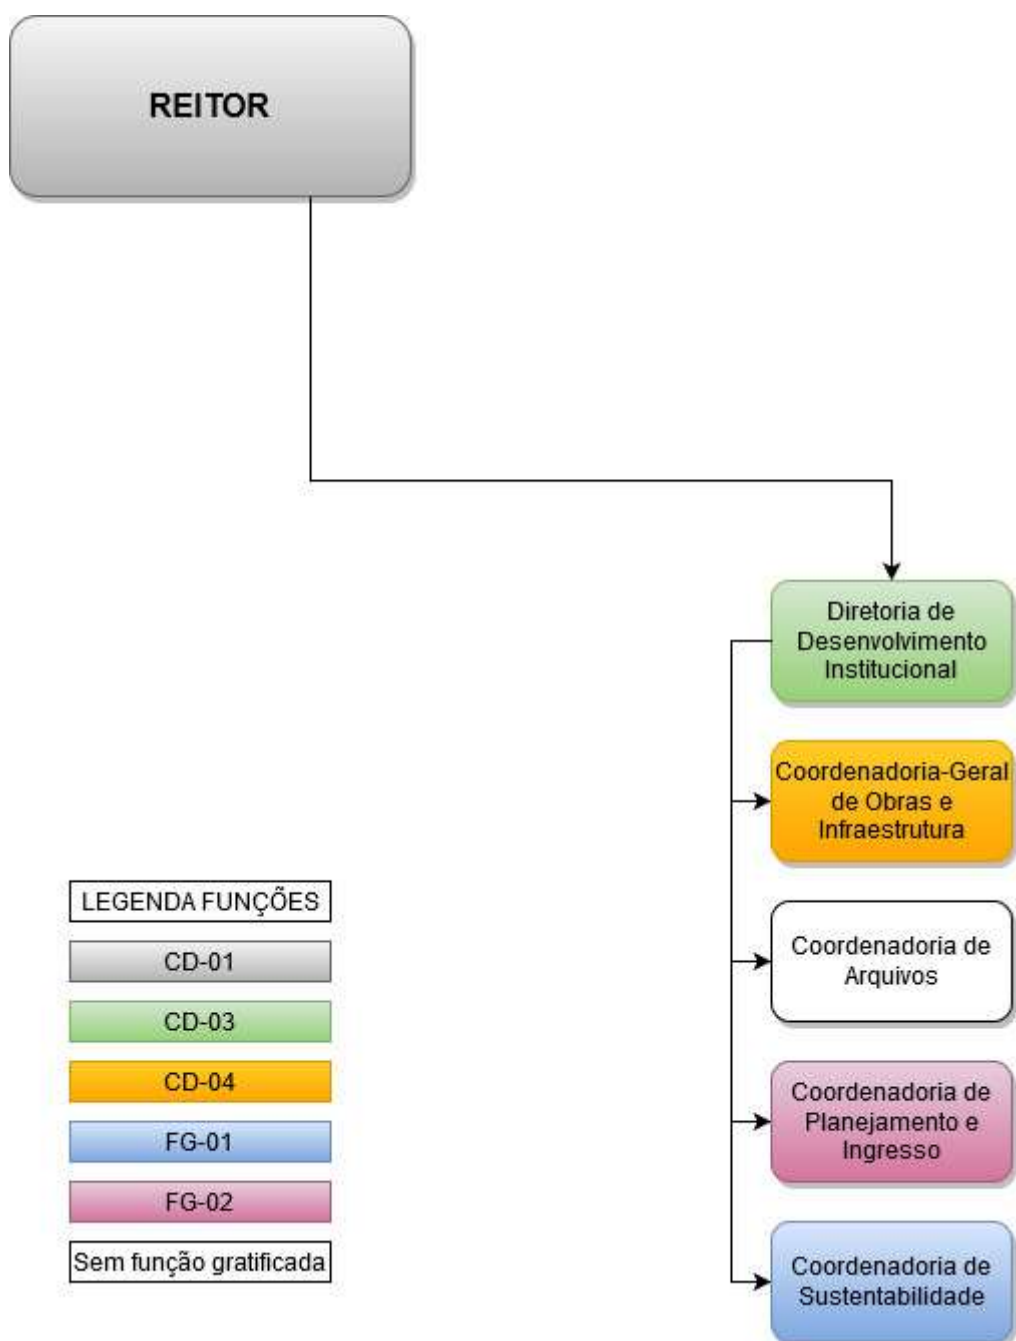 REITOR
Diretoria de
Desenvolvimento
Institucional
Coordenadoria-Geral
de Obras e
Infraestrutura
Coordenadoria de
Arquivos
Coordenadoria de
Planejamento e
Ingresso
Coordenadoria de
Sustentabilidade
LEGENDA FUNÇÕES
CD-01
CD-03
CD-04
FG-01
FG-02
Sem função gratificada